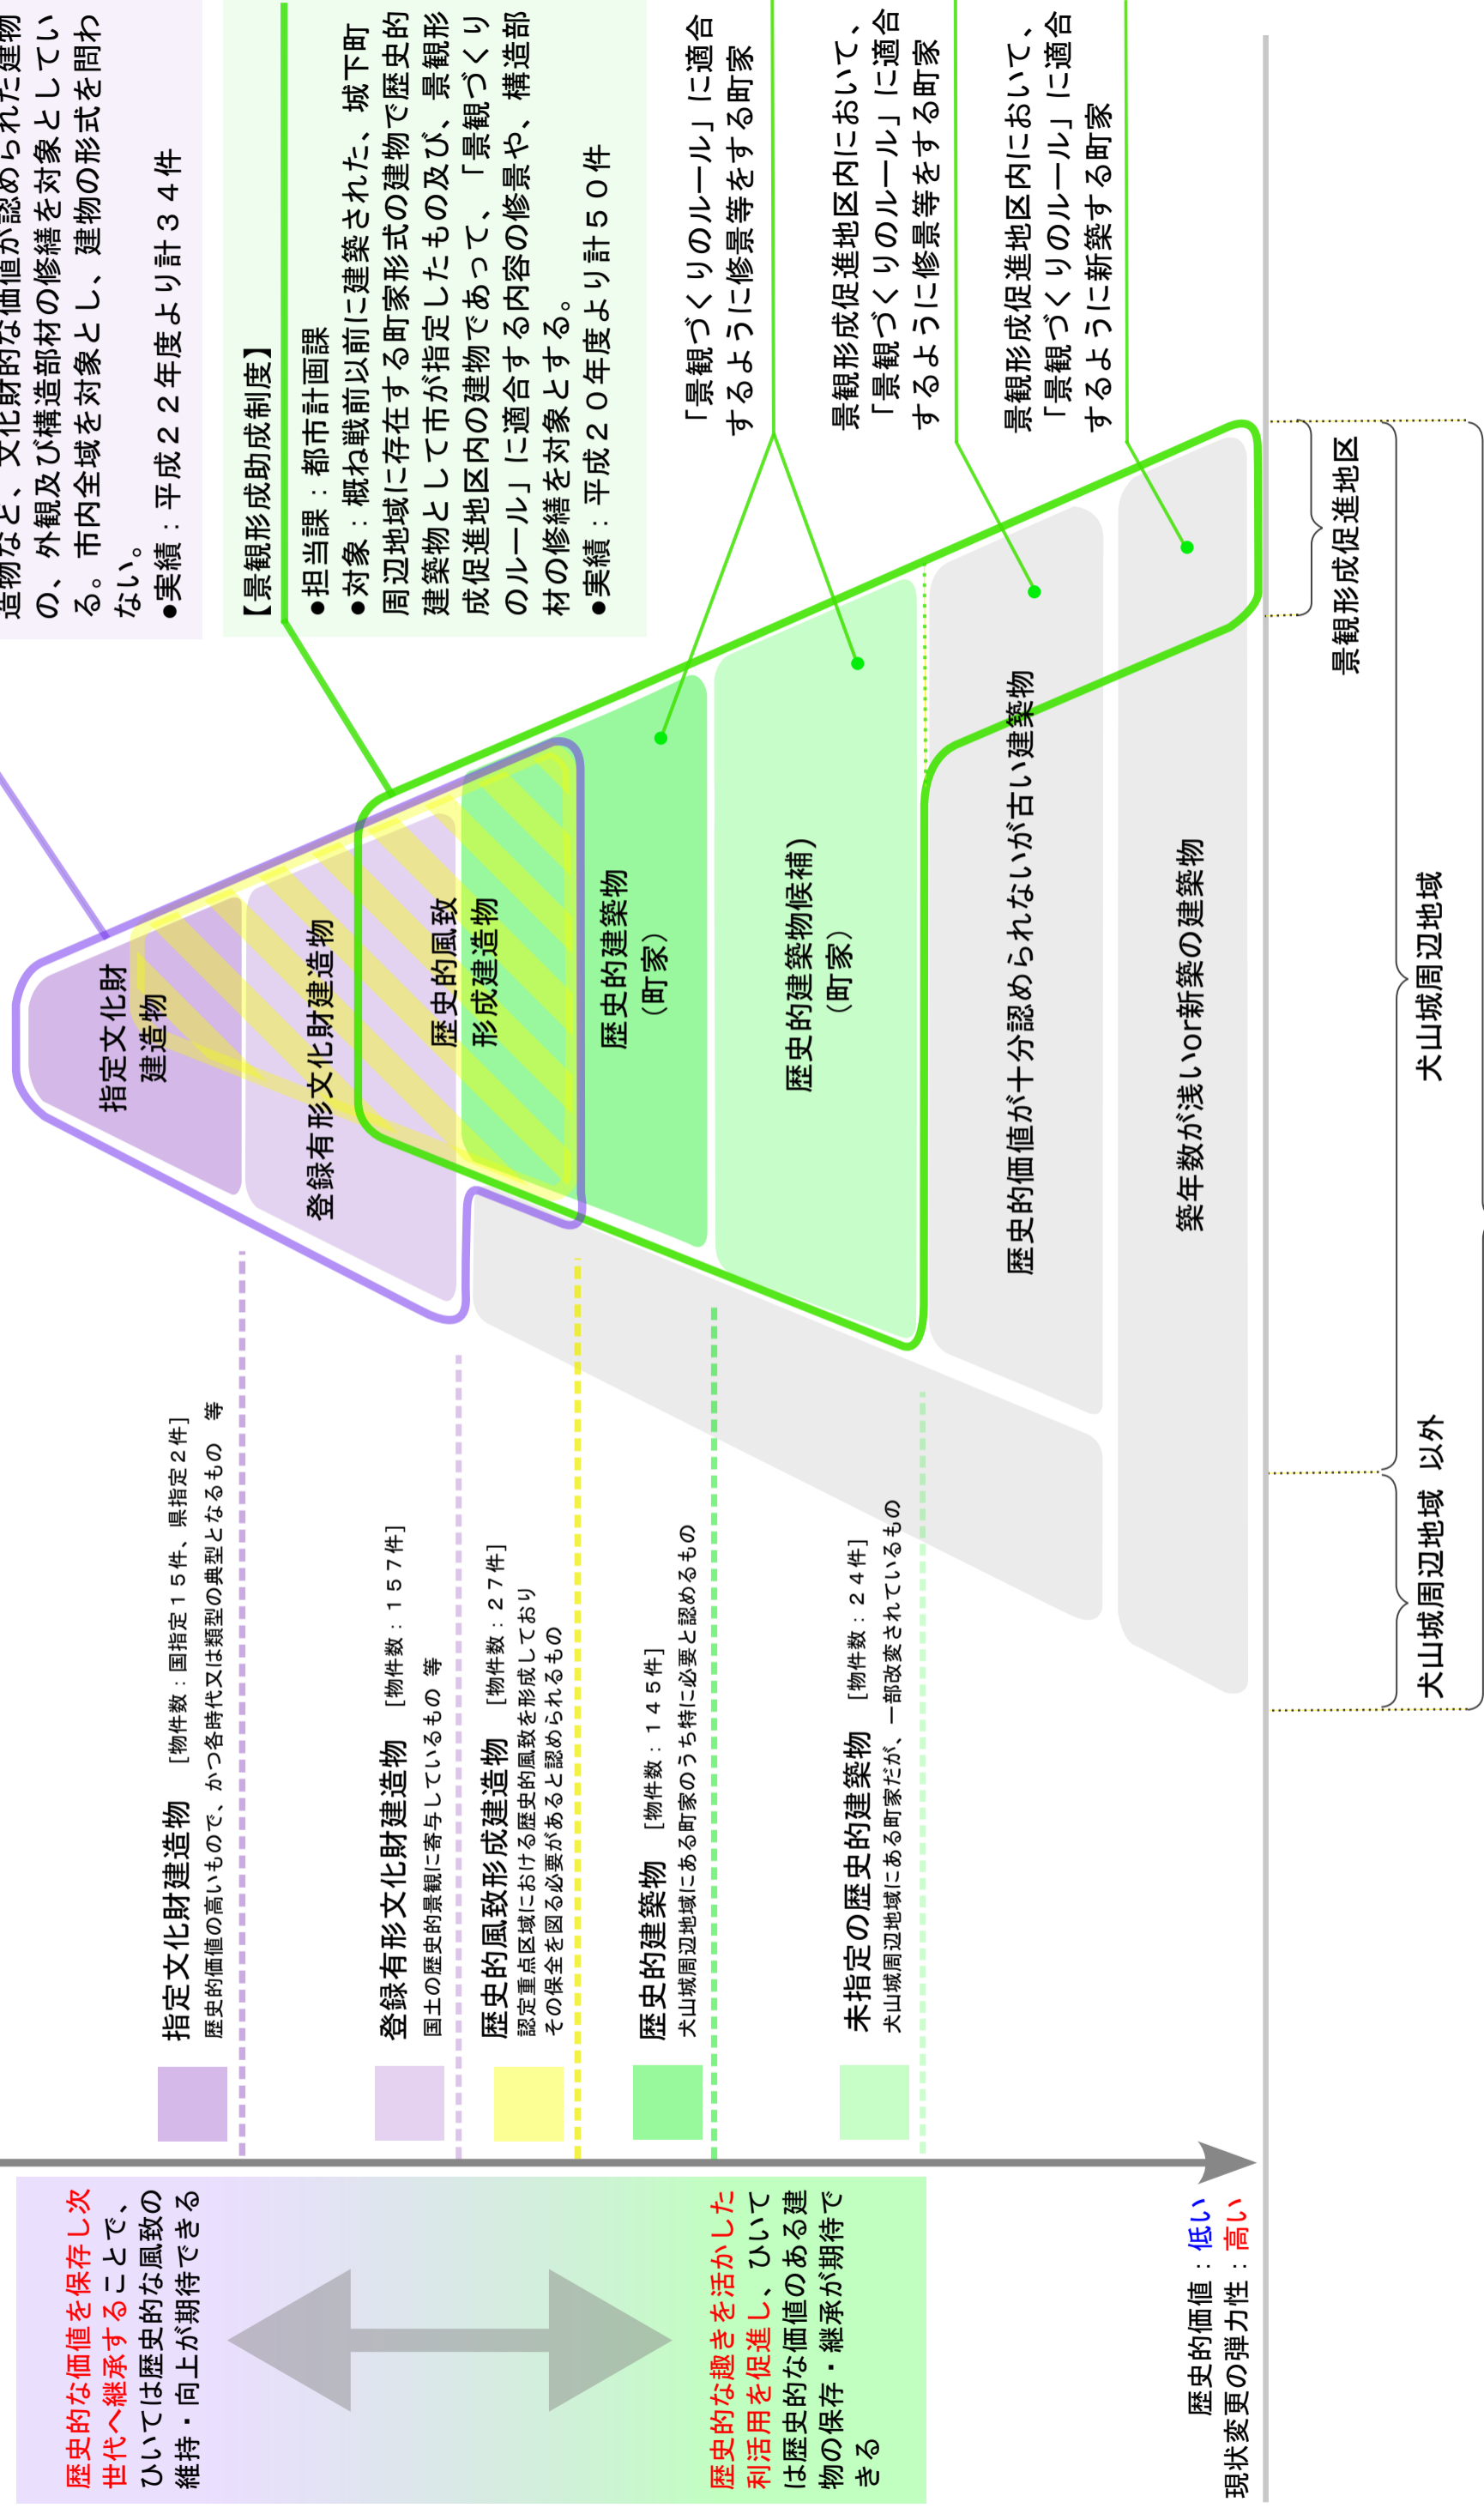 造物など、文化財的な価値が認められた建物
の、外観及び構造部材の修繕を対象としてい
る。市内全域を対象とし、建物の形式を問わ
ない。
●実績：平成２２年度より計３４件
【景観形成助成制度】
●担当課：都市計画課
●対象：概ね戦前以前に建築された、城下町
周辺地域に存在する町家形式の建物で歴史的
建築物として市が指定したもの及び、景観形
成促進地区内の建物であって、「景観づくり
のルール」に適合する内容の修景や、構造部
材の修繕を対象とする。
●実績：平成２０年度より計５０件
「景観づくりのルール」に適合
するように修景等をする町家
景観形成促進地区内において、
「景観づくりのルール」に適合
するように修景等をする町家
景観形成促進地区内において、
「景観づくりのルール」に適合
するように新築する町家
指定文化財
建造物
登録有形文化財建造物
歴史的風致
形成建造物
歴史的建築物
（町家）
歴史的建築物候補)
（町家）
歴史的価値が十分認められないが古い建築物
築年数が浅いor新築の建築物
指定文化財建造物　［物件数：国指定１５件、県指定２件］
歴史的価値の高いもので、かつ各時代又は類型の典型となるもの　等
登録有形文化財建造物　［物件数：１５７件］
国土の歴史的景観に寄与しているもの 等
歴史的風致形成建造物　［物件数：２７件］
認定重点区域における歴史的風致を形成しており
その保全を図る必要があると認められるもの
歴史的建築物　［物件数：１４５件］
犬山城周辺地域にある町家のうち特に必要と認めるもの
未指定の歴史的建築物　［物件数：２４件］
犬山城周辺地域にある町家だが、一部改変されているもの
歴史的な価値を保存し次
世代へ継承することで、
ひいては歴史的な風致の
維持・向上が期待できる
歴史的な趣きを活かした
利活用を促進し、ひいて
は歴史的な価値のある建
物の保存・継承が期待で
きる
歴史的価値：低い
現状変更の弾力性：高い
景観形成促進地区
犬山城周辺地域
犬山城周辺地域 以外